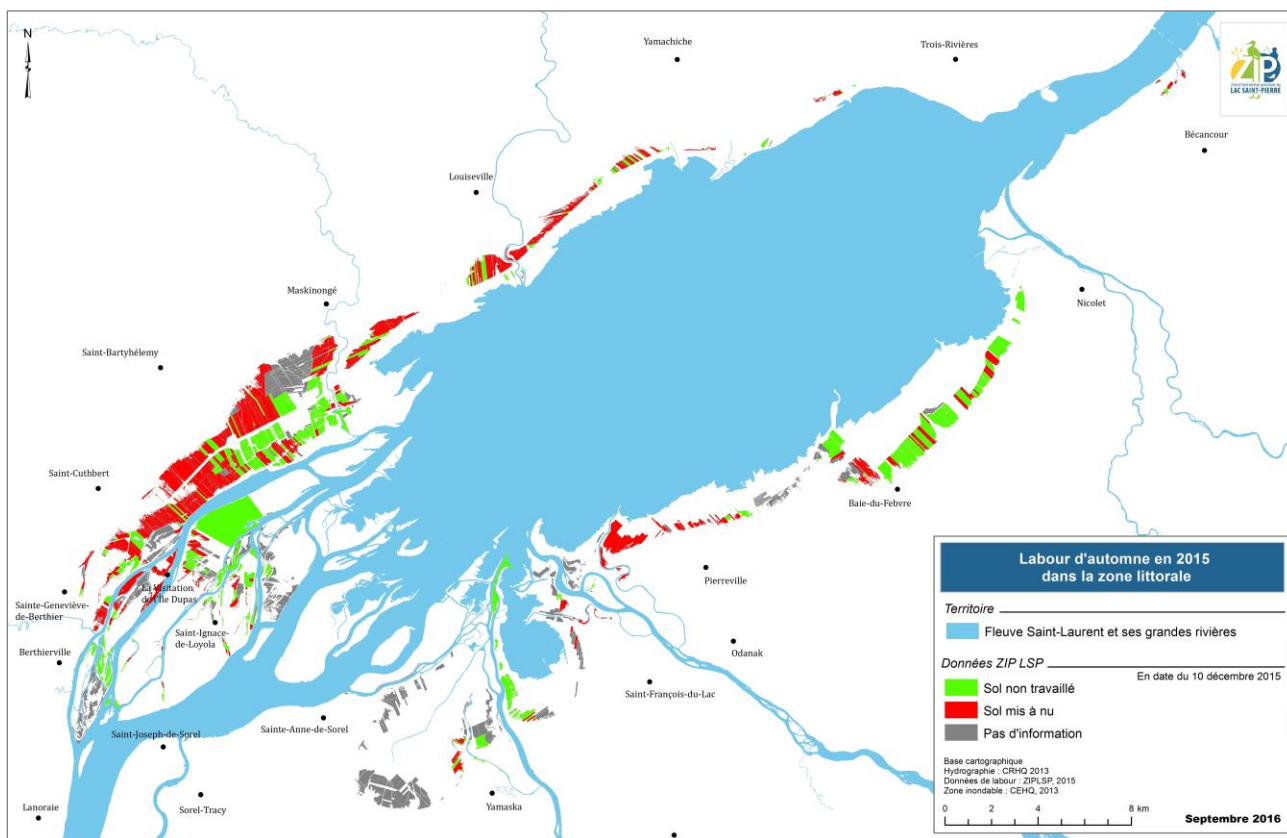 N
Yamachiche
Trois-Rivières
ZIP
LAC SAINT-PIERRE
Bécancour
Louiseville
Maskinongé
Nicolet
Saint-Bartyhélemy
Saint-Cuthbert
Baie-du-Febvre
Pierreville
La Visitation
de l'Île Dupas
Sainte-Geneviève-
de-Berthier
Saint-Ignace-
de-Loyola
Berthierville
Odanak
Saint-François-du-Lac
Sainte-Anne-de-Sorel
Saint-Joseph-de-Sorel
Yamaska
Sorel-Tracy
Lanoraie
Labour d'automne en 2015
dans la zone littorale
Territoire
Fleuve Saint-Laurent et ses grandes rivières
Données ZIP LSP
En date du 10 décembre 2015
Sol non travaillé
Sol mis à nu
Pas d'information
Base cartographique
Hydrographie : CRHQ 2013
Données de labour : ZIPLSP, 2015
Zone inondable : CEHQ, 2013
0 2 4 8 km
Septembre 2016